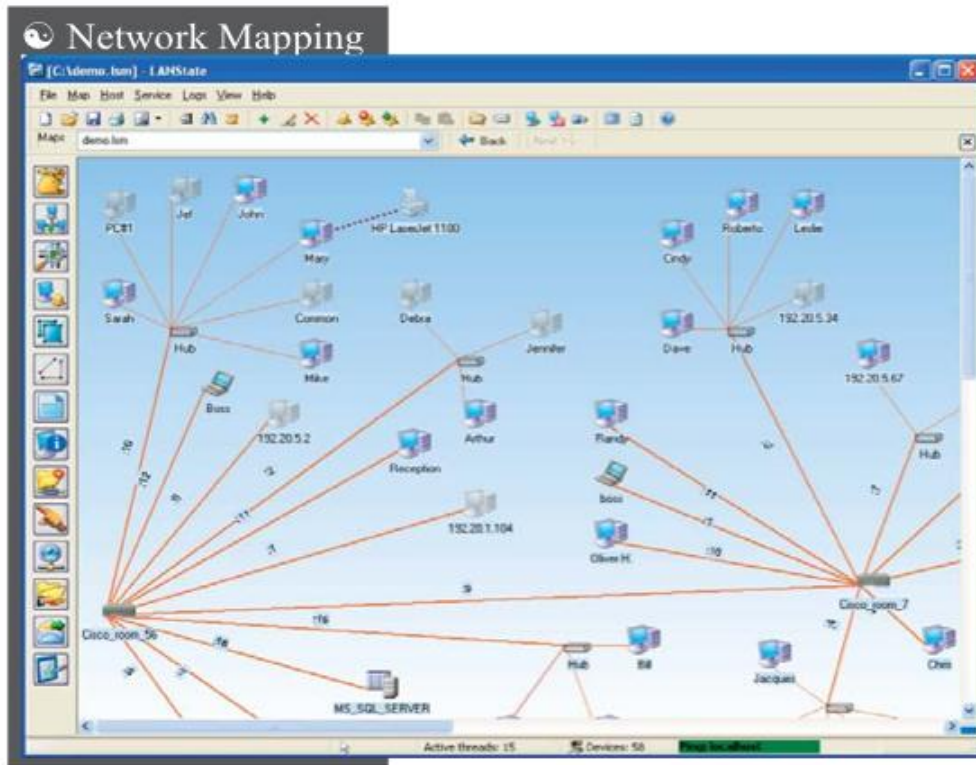 Network Mapping
[C:\demo.lsm] - LANState
File Map Host Service Logs View Help
Maps demo.lsm Back
PC#1 Jef John HP LaserJet 1100 Roberto Leslie
Mary Cindy
Sarah Common Debra 192.20.5.34
Hub Jennifer Dave Hub
Mike Hub 192.20.5.67
Boss
192.20.5.2 Arthur Randy Hub
Reception
boss
192.20.1.104
Oliver H.
Cisco_room_7
Cisco_room_56
Hub Bill Chris
Jacques
MS_SQL_SERVER
Active threads: 15 Devices: 58 Ping localhost